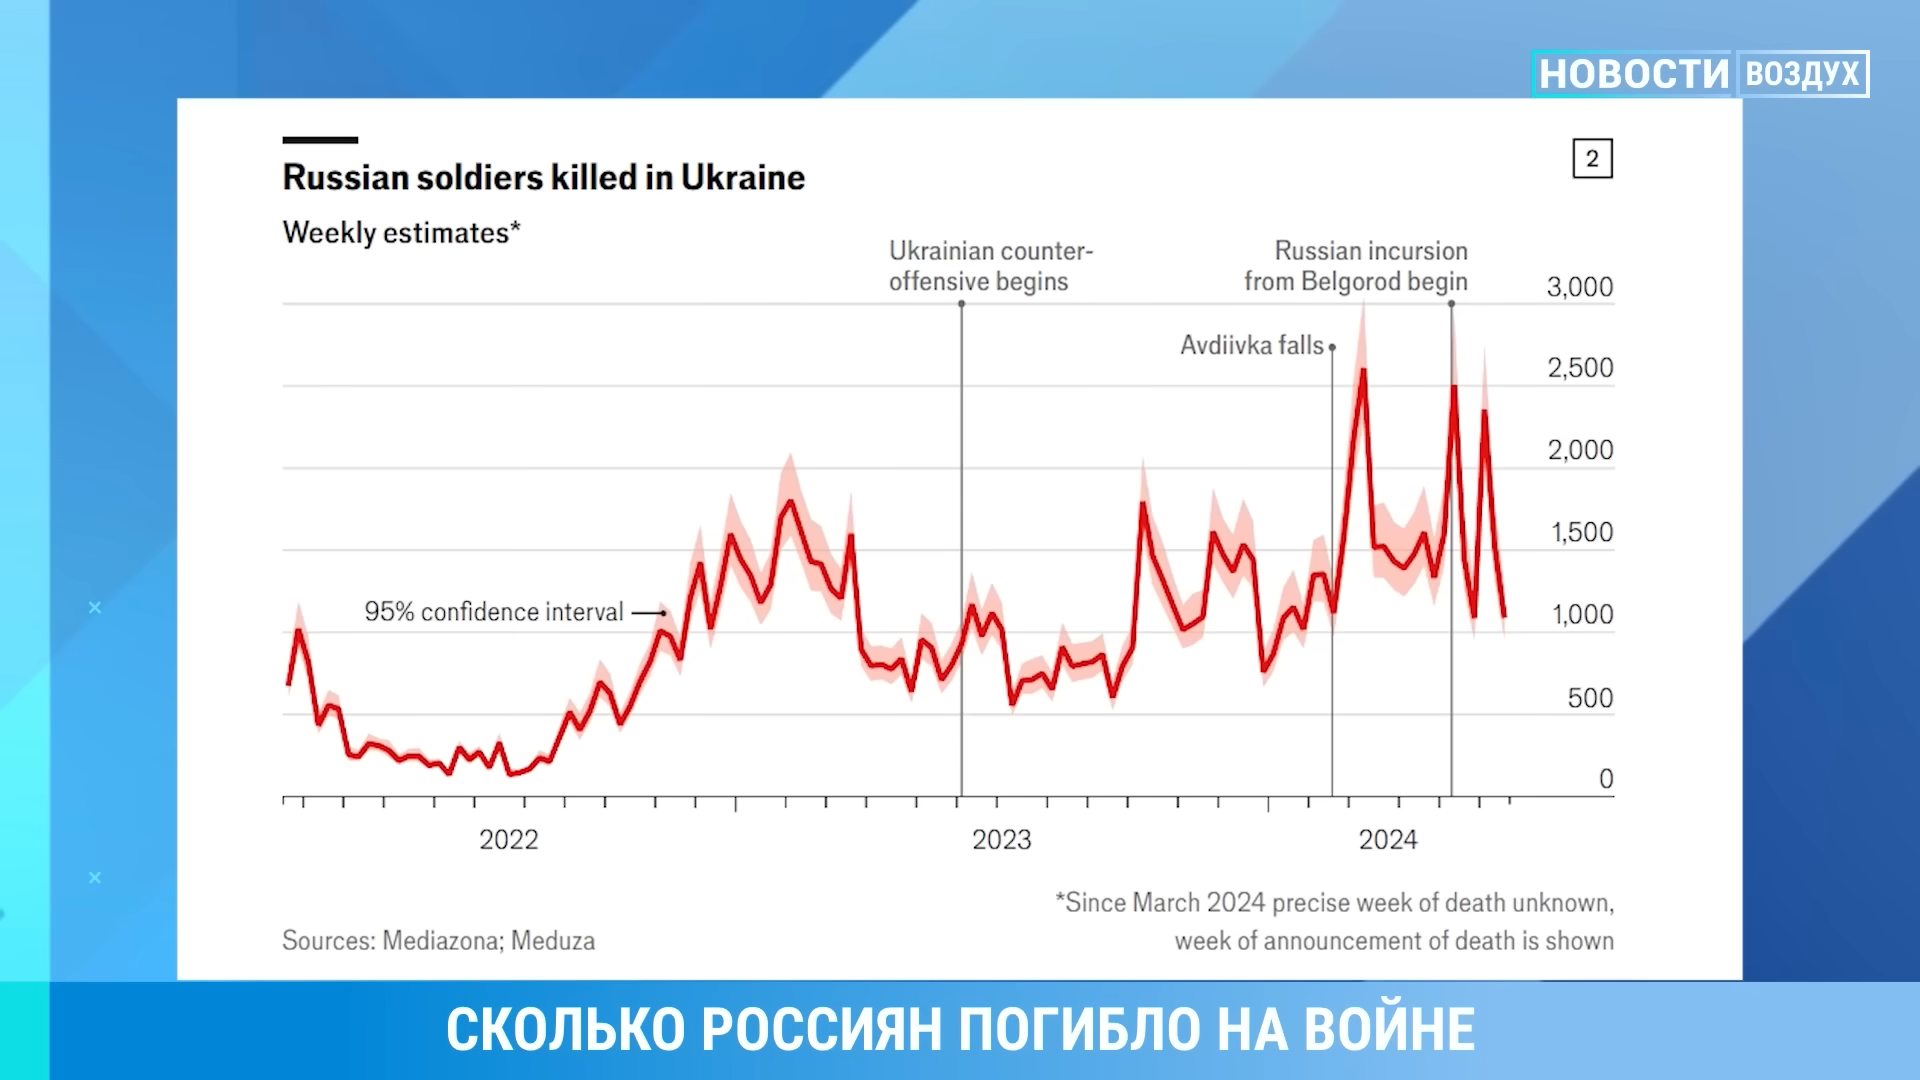 НОВОСТИ ВОЗДУХ
Russian soldiers killed in Ukraine
2
Weekly estimates*
Ukrainian counter-
offensive begins
Russian incursion
from Belgorod begin
Avdiivka falls
3,000
2,500
2,000
1,500
1,000
500
0
95% confidence interval
2022
2023
2024
*Since March 2024 precise week of death unknown,
week of announcement of death is shown
Sources: Mediazona; Meduza
СКОЛЬКО РОССИЯН ПОГИБЛО НА ВОЙНЕ